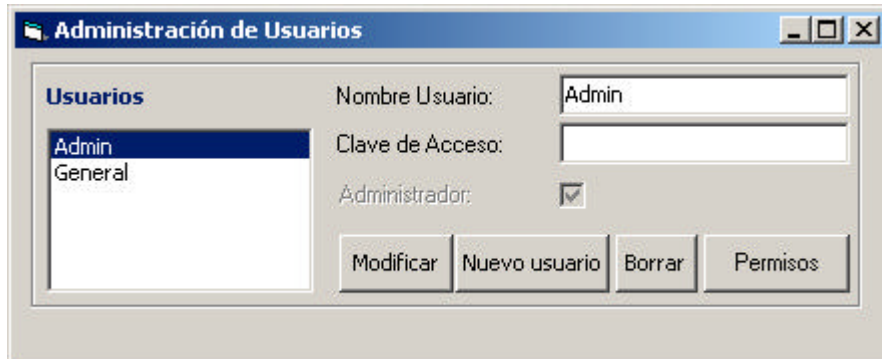 Administración de Usuarios
Usuarios
Admin
General
Nombre Usuario: Admin
Clave de Acceso:
Administrador:
Modificar Nuevo usuario Borrar Permisos